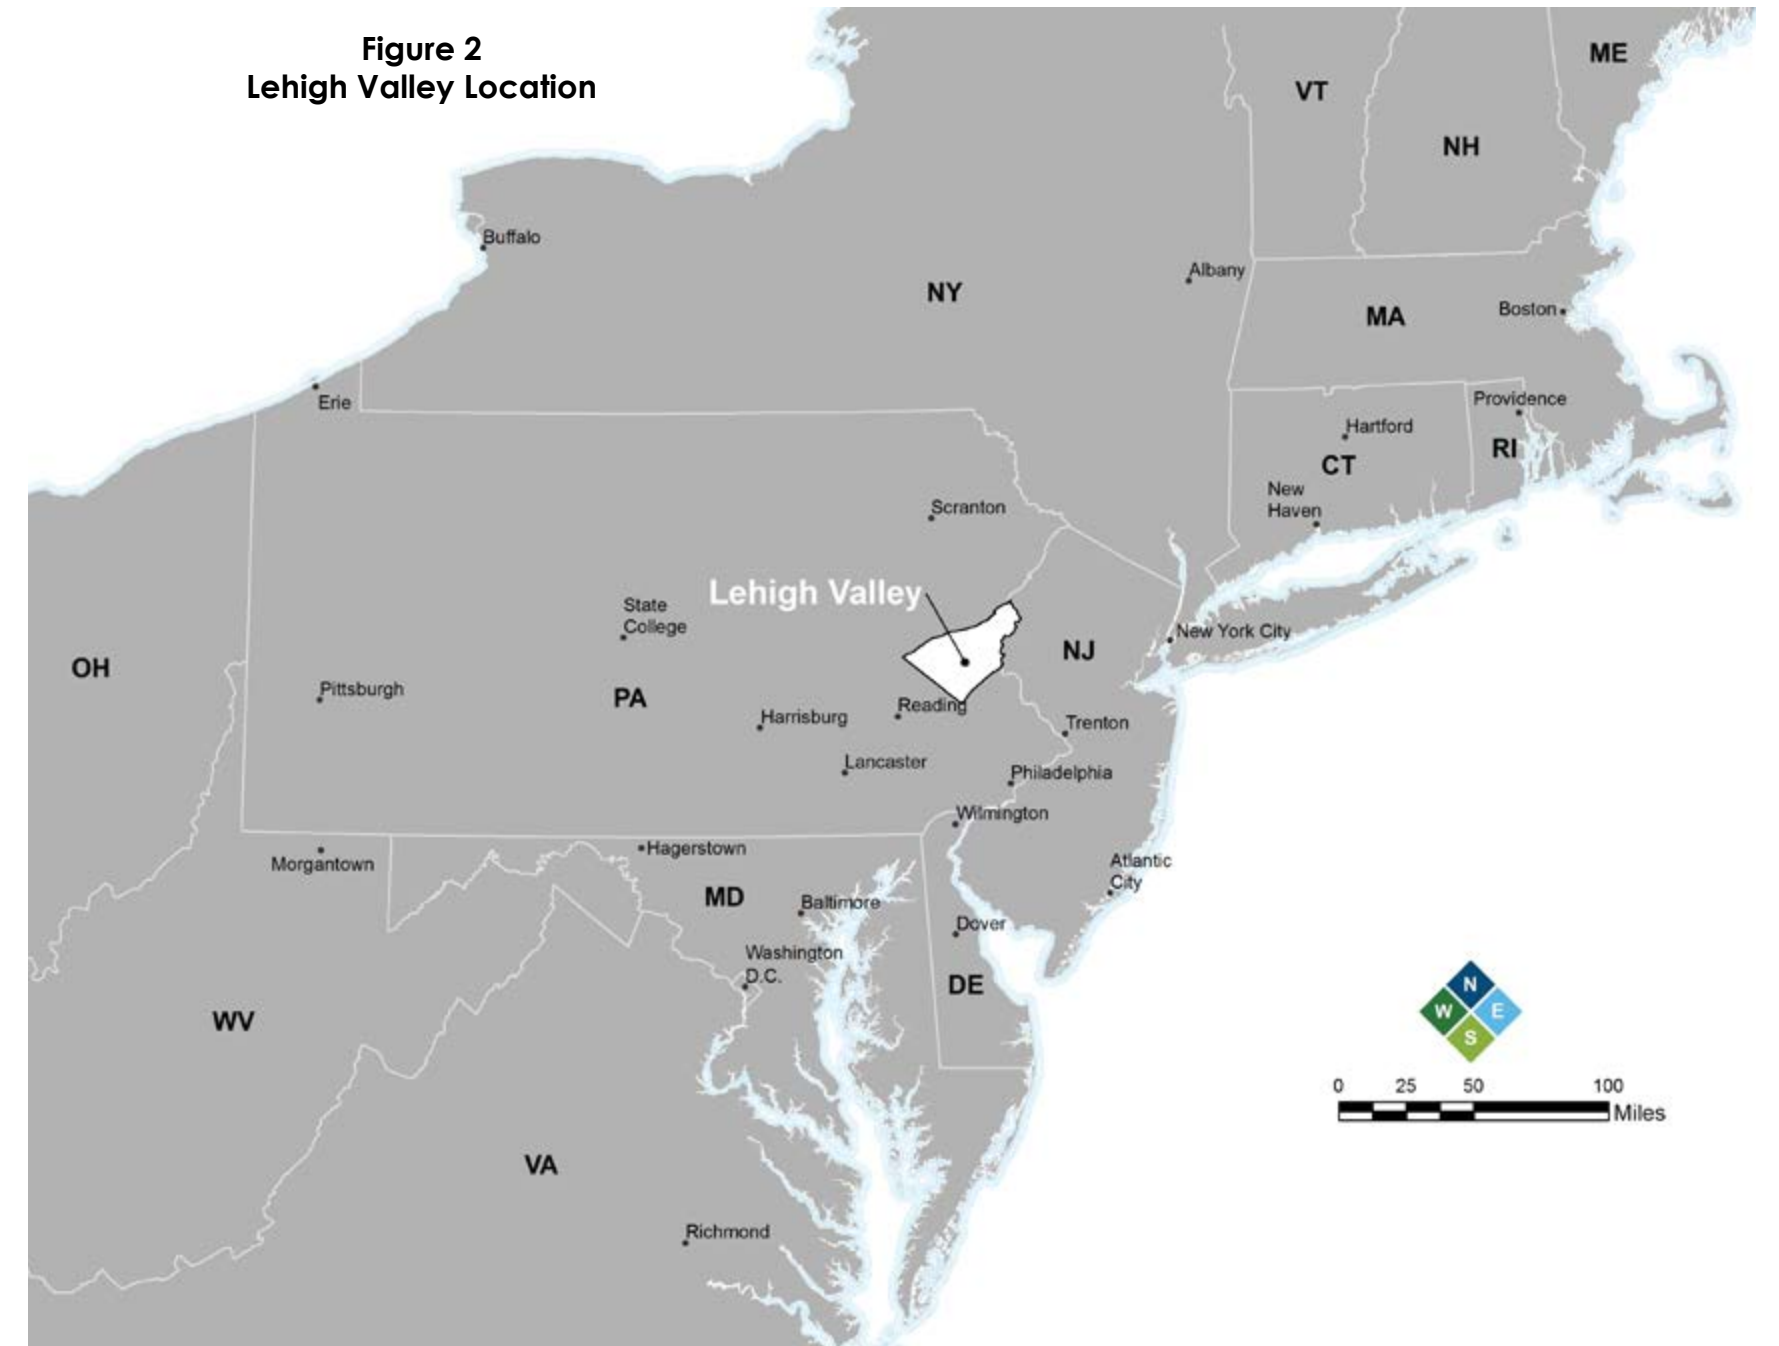 Figure 2
Lehigh Valley Location
ME
VT
NH
Buffalo
Albany
NY
MA
Boston
Erie
Providence
Hartford
RI
CT
New
Haven
Scranton
Lehigh Valley
State
College
New York City
NJ
OH
Pittsburgh
PA
Reading
Harrisburg
Trenton
Lancaster
Philadelphia
Wilmington
Morgantown
Hagerstown
Atlantic
City
MD
Baltimore
Dover
Washington
D.C.
DE
N
W E
S
WV
0 25 50 100
Miles
VA
Richmond